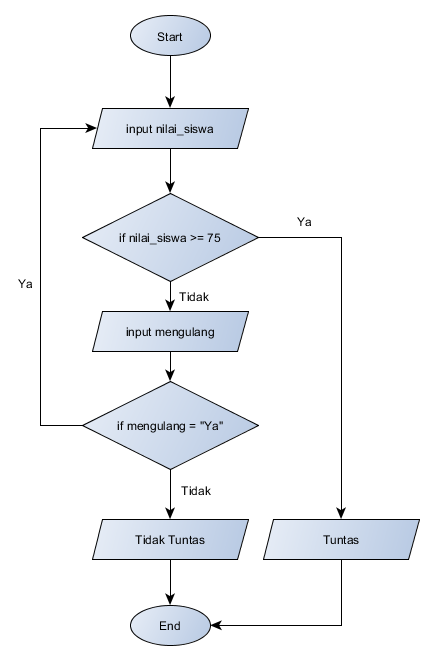 Start
input nilai_siswa
if nilai_siswa >= 75
Ya
Ya
Tidak
input mengulang
if mengulang = "Ya"
Tidak
Tidak Tuntas
Tuntas
End